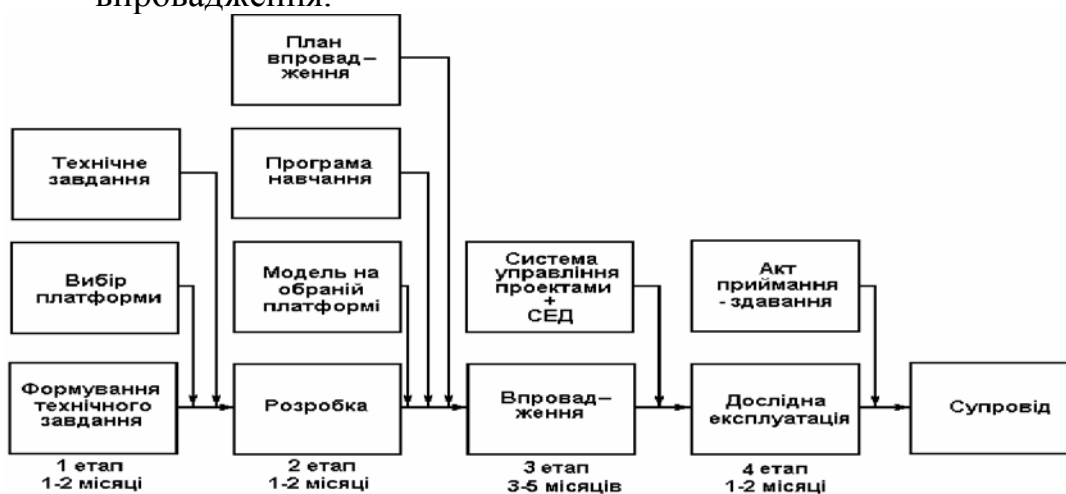 впровадження.
План
впровад–
ження
Технічне
завдання
Програма
навчання
Вибір
платформи
Модель на
обраній
платформі
Система
управління
проектами
+
СЕД
Акт
приймання
- здавання
Формування
технічного
завдання
Розробка
Впровад–
ження
Дослідна
експлуатація
Супровід
1 етап
1-2 місяці
2 етап
1-2 місяці
3 етап
3-5 місяців
4 етап
1-2 місяці